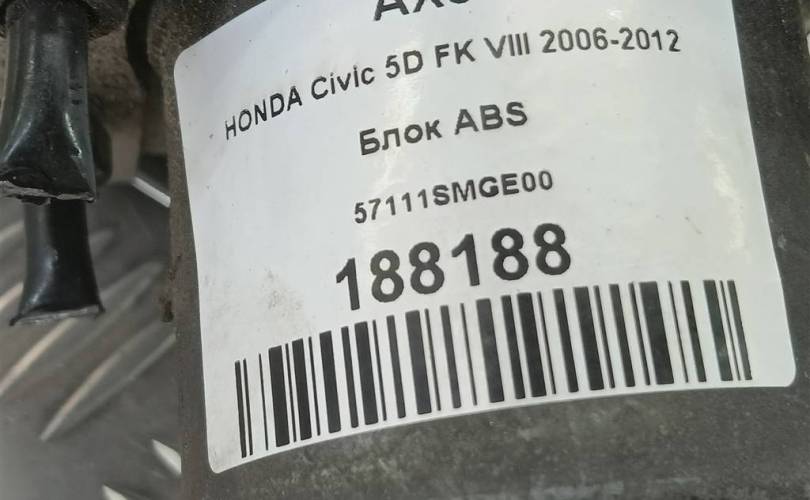 HONDA Civic 5D FK VIII 2006-2012
Блок ABS
57111SMGE00
188188